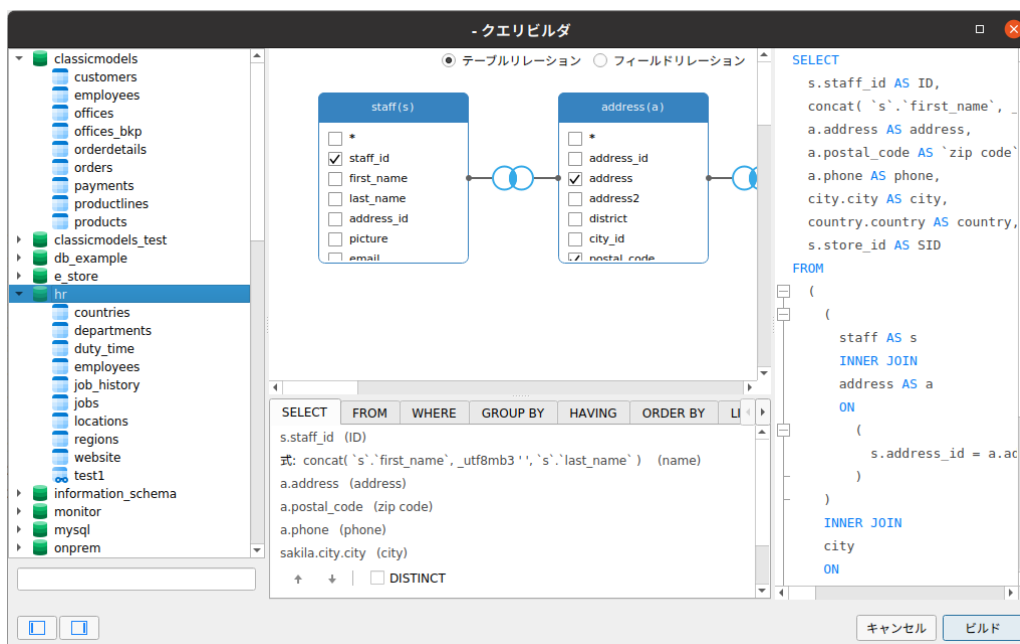 - クエリビルダ
classicmodels
customers
employees
offices
offices_bkp
orderdetails
orders
payments
productlines
products
classicmodels_test
db_example
e_store
hr
countries
departments
duty_time
employees
job_history
jobs
locations
regions
website
test1
information_schema
monitor
mysql
onprem
テーブルリレーション フィールドリレーション
staff(s)
*
staff_id
first_name
last_name
address_id
picture
email
address(a)
*
address_id
address
address2
district
city_id
postal_code
SELECT FROM WHERE GROUP BY HAVING ORDER BY LI
s.staff_id (ID)
式: concat( `s`.`first_name`, _utf8mb3 ' ', `s`.`last_name` ) (name)
a.address (address)
a.postal_code (zip code)
a.phone (phone)
sakila.city.city (city)
DISTINCT
SELECT
s.staff_id AS ID,
concat( `s`.`first_name`, _
a.address AS address,
a.postal_code AS `zip code`
a.phone AS phone,
city.city AS city,
country.country AS country,
s.store_id AS SID
FROM
(
(
staff AS s
INNER JOIN
address AS a
ON
(
s.address_id = a.ad
)
)
INNER JOIN
city
ON
キャンセル ビルド